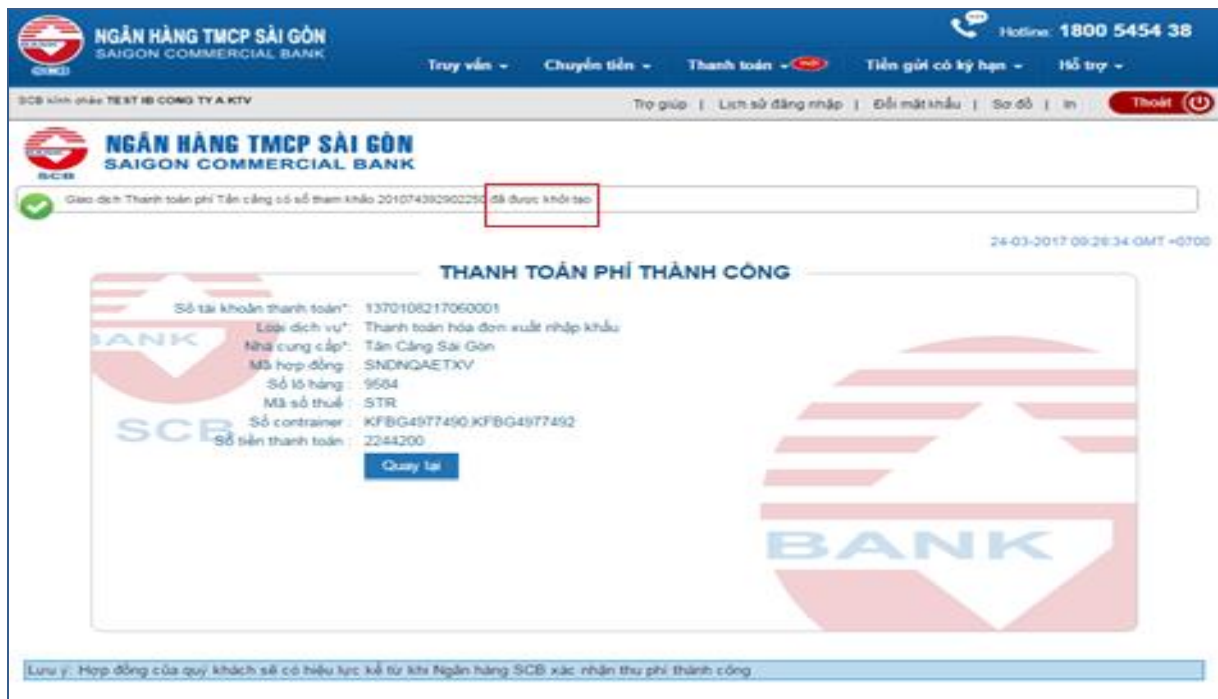 NGÂN HÀNG TMCP SÀI GÒN
SAIGON COMMERCIAL BANK
Hotline: 1800 5454 38
Truy vấn Chuyển tiền Thanh toán Tiền gửi có kỳ hạn Hỗ trợ
SCB kính chào TEST IB CONG TY A KTV
Trợ giúp | Lịch sử đăng nhập | Đổi mật khẩu | Sơ đồ | In Thoát
NGÂN HÀNG TMCP SÀI GÒN
SAIGON COMMERCIAL BANK
SCB
Giao dịch Thanh toán phí Tân cảng có số tham khảo 201074392902250 đã được khởi tạo
24-03-2017 09:28:34 GMT +0700
THANH TOÁN PHÍ THÀNH CÔNG
Số tài khoản thanh toán*: 1370108217060001
Loại dịch vụ*: Thanh toán hóa đơn xuất nhập khẩu
Nhà cung cấp*: Tân Cảng Sài Gòn
Mã hợp đồng : SNDNQAETXV
Số lô hàng : 9584
Mã số thuế : STR
Số contrainer : KFBG4977490,KFBG4977492
Số tiền thanh toán : 2244200
Quay lại
BANK
SCB
BANK
Lưu ý: Hợp đồng của quý khách sẽ có hiệu lực kể từ khi Ngân hàng SCB xác nhận thu phí thành công